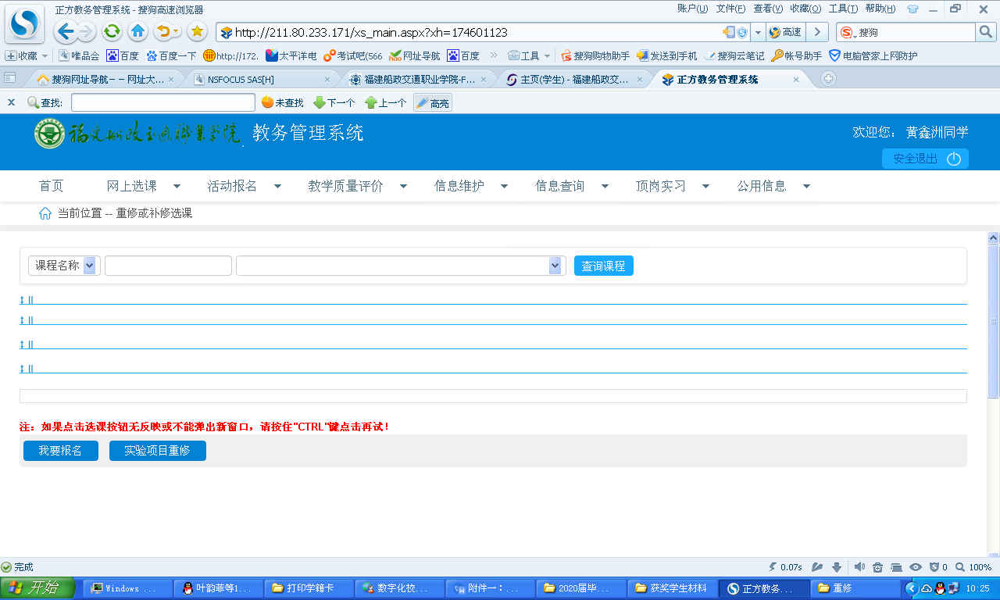 正方教务管理系统 - 搜狗高速浏览器
账户(U) 文件(F) 查看(V) 收藏(O) 工具(T) 帮助(H)
http://211.80.233.171/xs_main.aspx?xh=174601123
高速
搜狗
收藏 唯品会 百度 百度一下 http://172. 太平洋电 考试吧(566 网址导航 百度 » 工具 搜狗购物助手 发送到手机 搜狗云笔记 帐号助手 电脑管家上网防护
搜狗网址导航－－网址大... NSFOCUS SAS[H] 福建船政交通职业学院-F... 主页(学生) - 福建船政交... 正方教务管理系统
查找: 未查找 下一个 上一个 高亮
福建船政交通职业学院 教务管理系统
欢迎您： 黄鑫洲同学
安全退出
首页 网上选课 活动报名 教学质量评价 信息维护 信息查询 顶岗实习 公用信息
当前位置 -- 重修或补修选课
课程名称 查询课程
‡ ||
‡ ||
‡ ||
‡ ||
注：如果点击选课按钮无反映或不能弹出新窗口，请按住"CTRL"键点击再试！
我要报名 实验项目重修
完成 0.07s 0 100%
开始 Windows ... 叶韵菲等1... 打印学籍卡 数字化校... 附件一：... 2020届毕... 获奖学生材料 正方教务... 重修 10:25